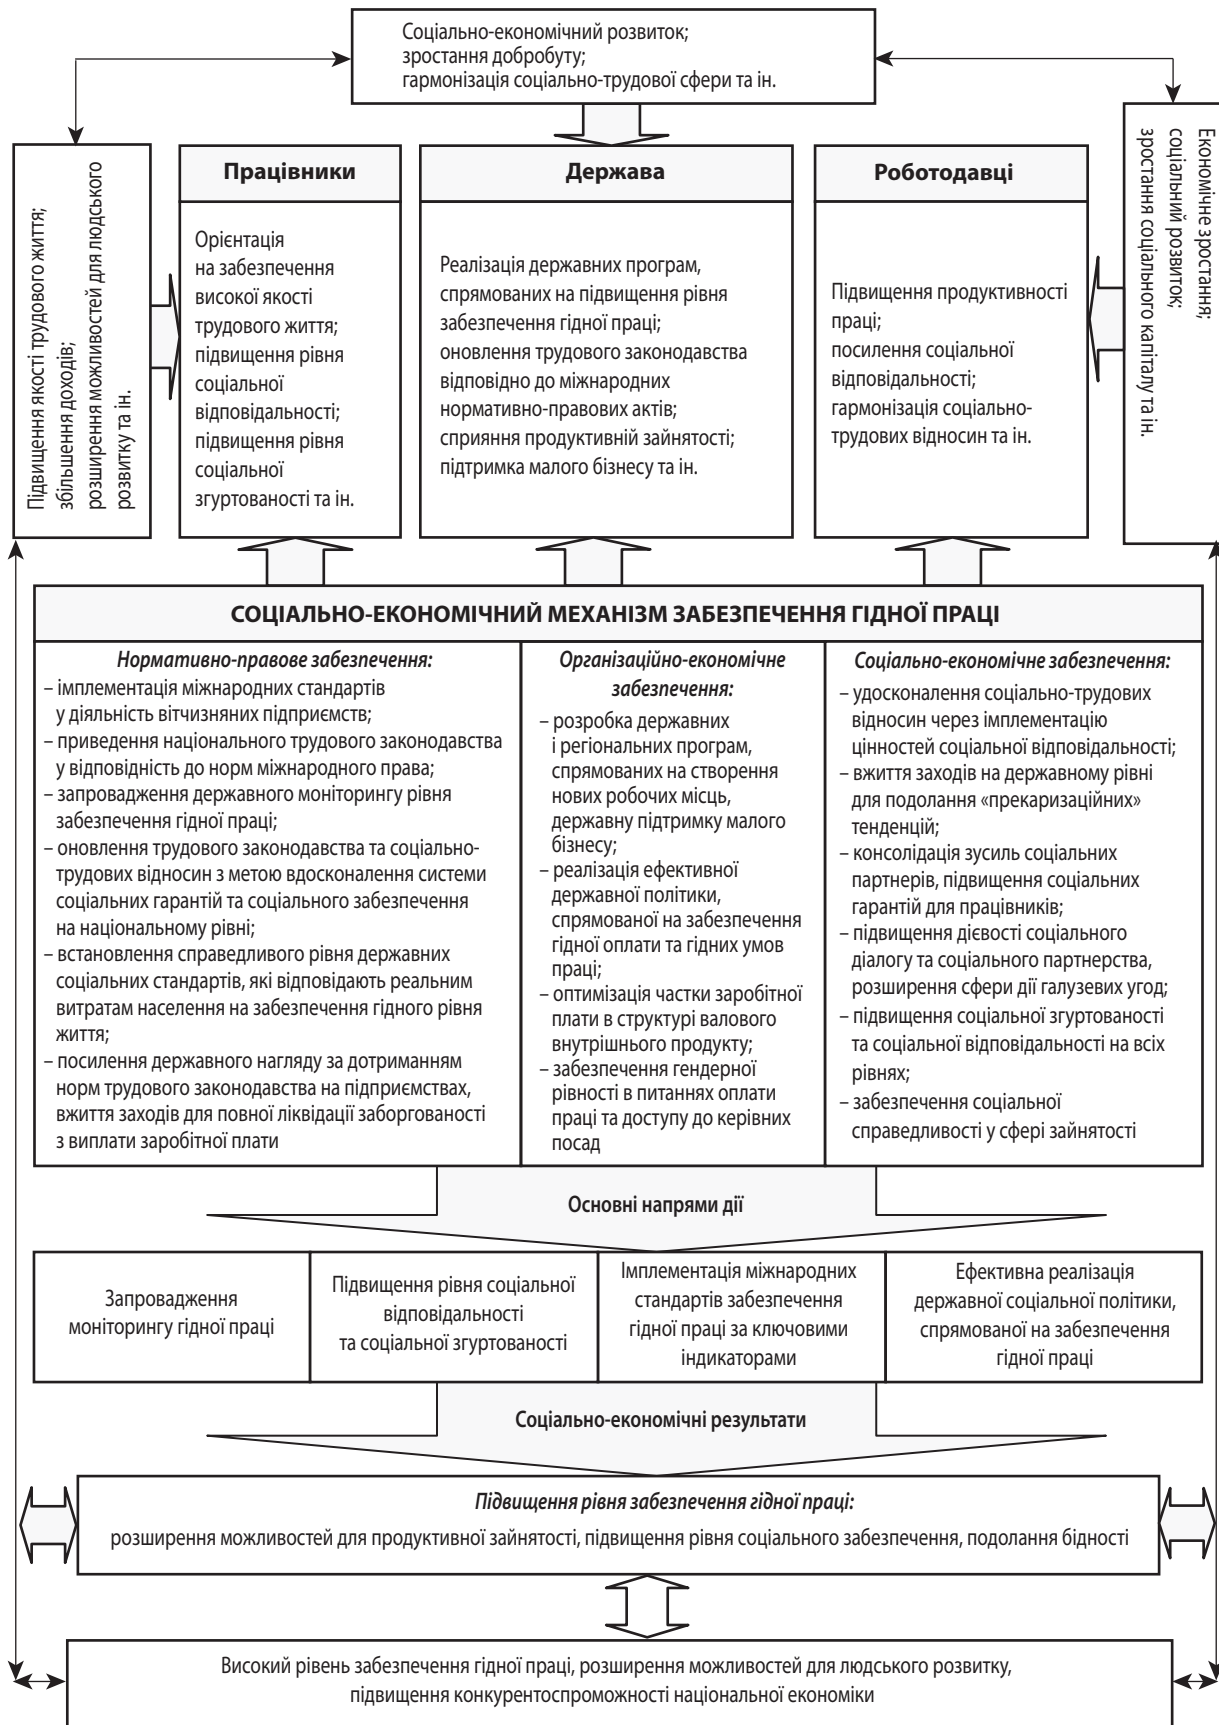 Соціально-економічний розвиток;
зростання добробуту;
гармонізація соціально-трудової сфери та ін.
Підвищення якості трудового життя;
збільшення доходів;
розширення можливостей для людського
розвитку та ін.
Працівники
Орієнтація
на забезпечення
високої якості
трудового життя;
підвищення рівня
соціальної
відповідальності;
підвищення рівня
соціальної
згуртованості та ін.
Держава
Реалізація державних програм,
спрямованих на підвищення рівня
забезпечення гідної праці;
оновлення трудового законодавства
відповідно до міжнародних
нормативно-правових актів;
сприяння продуктивній зайнятості;
підтримка малого бізнесу та ін.
Роботодавці
Підвищення продуктивності
праці;
посилення соціальної
відповідальності;
гармонізація соціально-
трудових відносин та ін.
Економічне зростання;
соціальний розвиток;
зростання соціального капіталу та ін.
СОЦІАЛЬНО-ЕКОНОМІЧНИЙ МЕХАНІЗМ ЗАБЕЗПЕЧЕННЯ ГІДНОЇ ПРАЦІ
Нормативно-правове забезпечення:
– імплементація міжнародних стандартів
у діяльність вітчизняних підприємств;
– приведення національного трудового законодавства
у відповідність до норм міжнародного права;
– запровадження державного моніторингу рівня
забезпечення гідної праці;
– оновлення трудового законодавства та соціально-
трудових відносин з метою вдосконалення системи
соціальних гарантій та соціального забезпечення
на національному рівні;
– встановлення справедливого рівня державних
соціальних стандартів, які відповідають реальним
витратам населення на забезпечення гідного рівня
життя;
– посилення державного нагляду за дотриманням
норм трудового законодавства на підприємствах,
вжиття заходів для повної ліквідації заборгованості
з виплати заробітної плати
Організаційно-економічне
забезпечення:
– розробка державних
і регіональних програм,
спрямованих на створення
нових робочих місць,
державну підтримку малого
бізнесу;
– реалізація ефективної
державної політики,
спрямованої на забезпечення
гідної оплати та гідних умов
праці;
– оптимізація частки заробітної
плати в структурі валового
внутрішнього продукту;
– забезпечення гендерної
рівності в питаннях оплати
праці та доступу до керівних
посад
Соціально-економічне забезпечення:
– удосконалення соціально-трудових
відносин через імплементацію
цінностей соціальної відповідальності;
– вжиття заходів на державному рівні
для подолання «прекаризаційних»
тенденцій;
– консолідація зусиль соціальних
партнерів, підвищення соціальних
гарантій для працівників;
– підвищення дієвості соціального
діалогу та соціального партнерства,
розширення сфери дії галузевих угод;
– підвищення соціальної згуртованості
та соціальної відповідальності на всіх
рівнях;
– забезпечення соціальної
справедливості у сфері зайнятості
Основні напрями дії
Запровадження
моніторингу гідної праці
Підвищення рівня соціальної
відповідальності
та соціальної згуртованості
Імплементація міжнародних
стандартів забезпечення
гідної праці за ключовими
індикаторами
Ефективна реалізація
державної соціальної політики,
спрямованої на забезпечення
гідної праці
Соціально-економічні результати
Підвищення рівня забезпечення гідної праці:
розширення можливостей для продуктивної зайнятості, підвищення рівня соціального забезпечення, подолання бідності
Високий рівень забезпечення гідної праці, розширення можливостей для людського розвитку,
підвищення конкурентоспроможності національної економіки